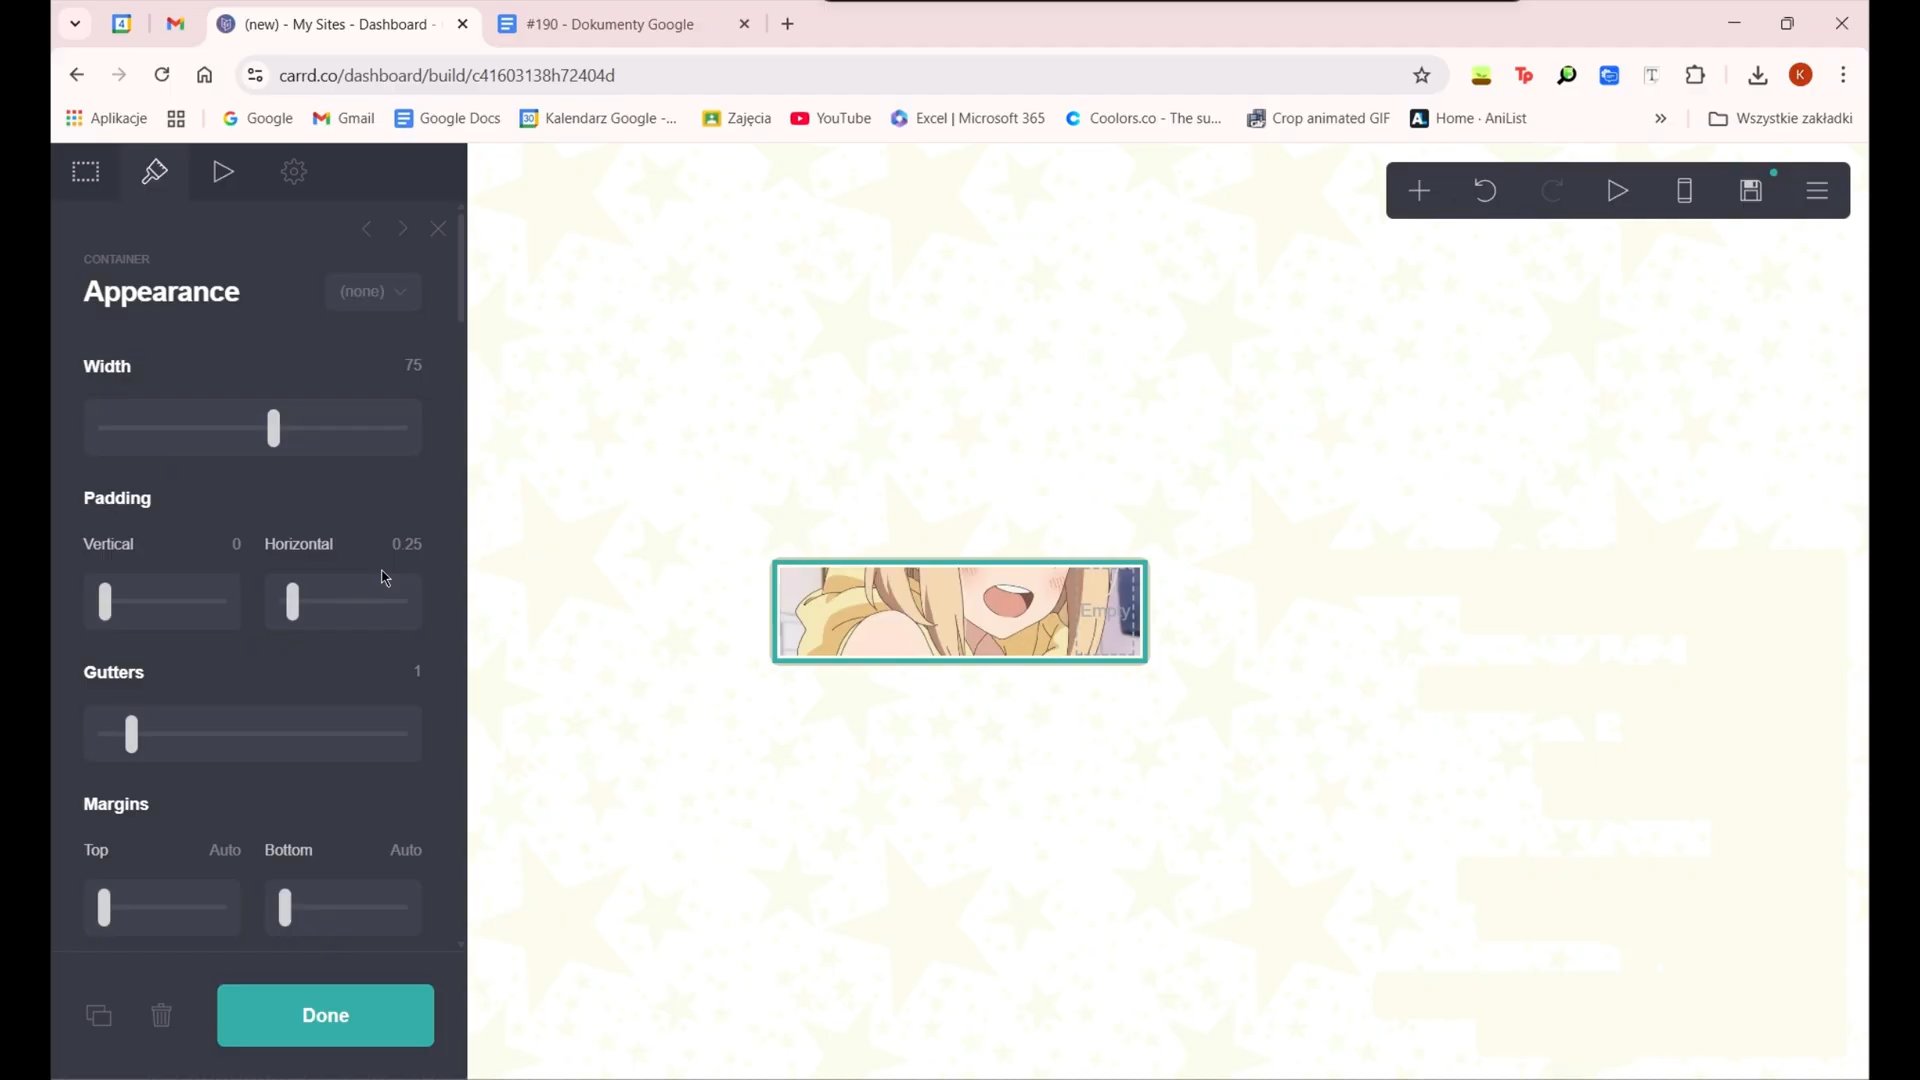 (new) - My Sites - Dashboard -
#190 - Dokumenty Google
carrd.co/dashboard/build/c41603138h72404d
K
Aplikacje
Google
Gmail
Google Docs
Kalendarz Google -...
Zajęcia
YouTube
Excel | Microsoft 365
Coolors.co - The su...
Crop animated GIF
Home · AniList
»
Wszystkie zakładki
CONTAINER
Appearance
(none)
Width
75
Padding
Vertical
0
Horizontal
0.25
Gutters
1
Margins
Top
Auto
Bottom
Auto
Done
Empty